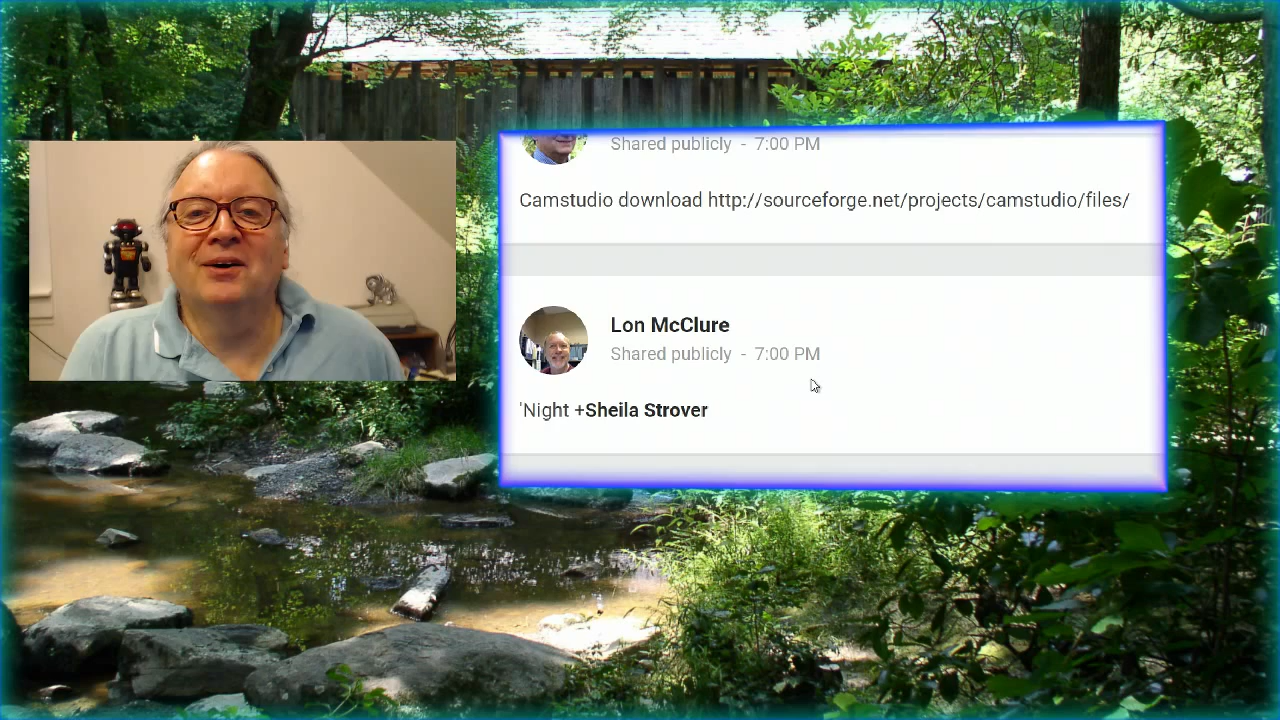 Shared publicly - 7:00 PM
Camstudio download http://sourceforge.net/projects/camstudio/files/
Lon McClure
Shared publicly - 7:00 PM
'Night +Sheila Strover